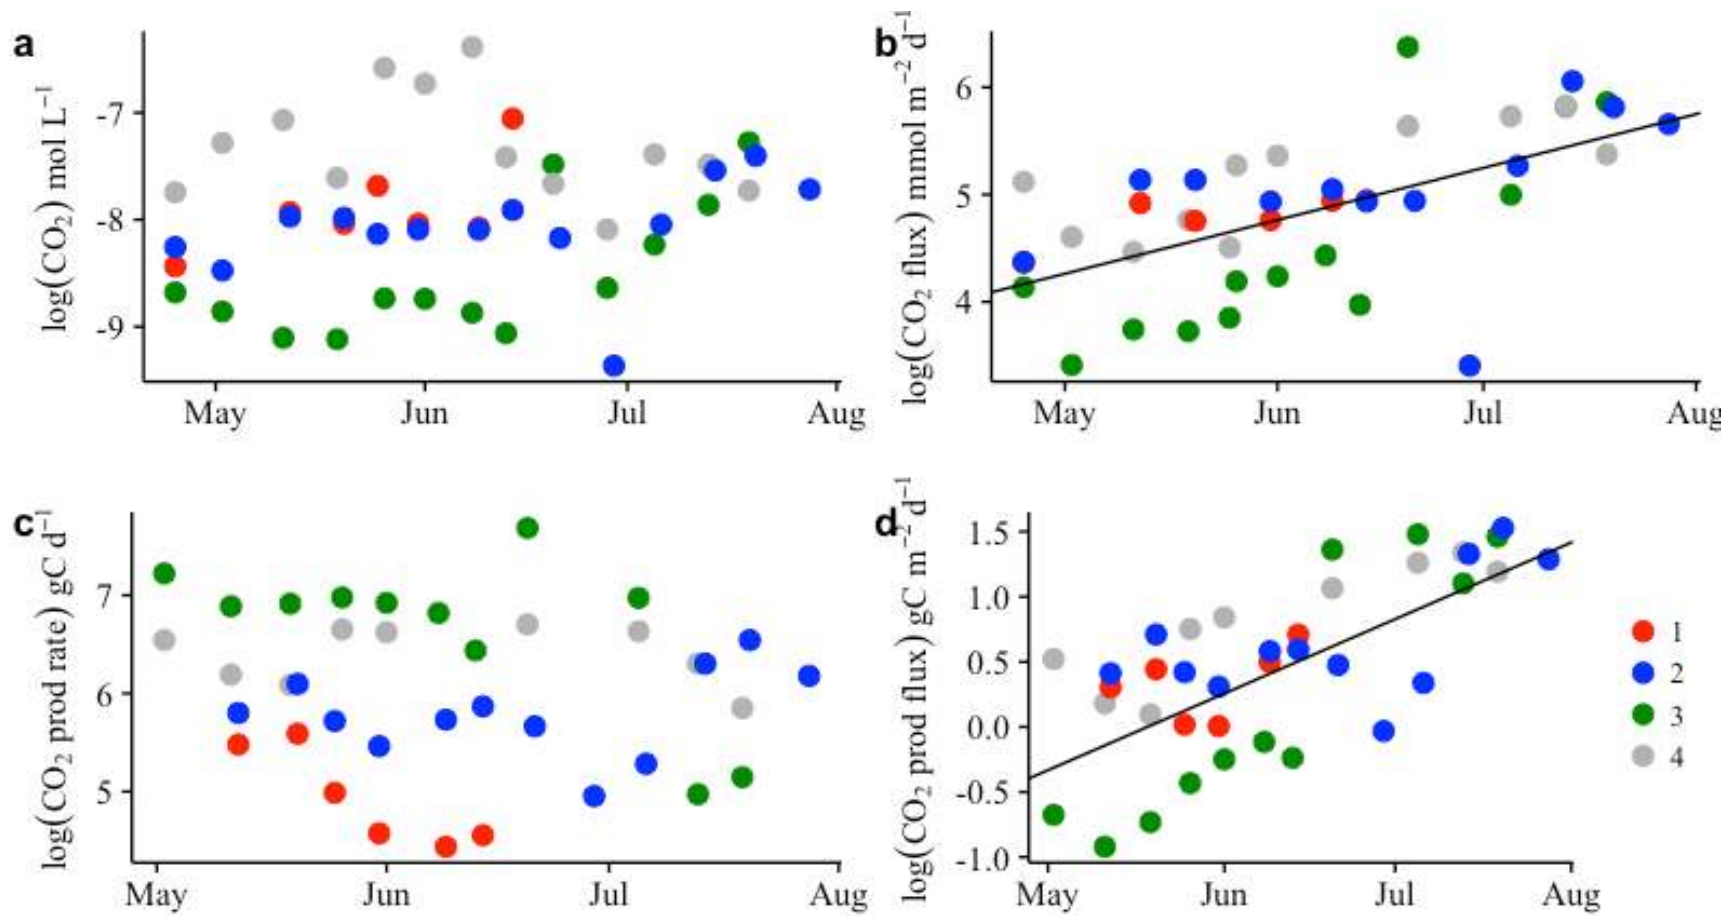 a
log(CO₂) mol L⁻¹
-7
-8
-9
May Jun Jul Aug
b
log(CO₂ flux) mmol m⁻² d⁻¹
6
5
4
May Jun Jul Aug
c
log(CO₂ prod rate) gC d⁻¹
7
6
5
May Jun Jul Aug
d
log(CO₂ prod flux) gC m⁻² d⁻¹
1.5
1.0
0.5
0.0
-0.5
-1.0
May Jun Jul Aug
1
2
3
4